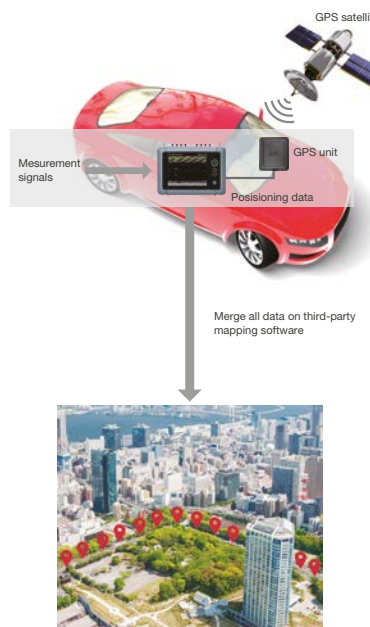 GPS satelli
Mesurement
signals
GPS unit
Posisioning data
Merge all data on third-party
mapping software